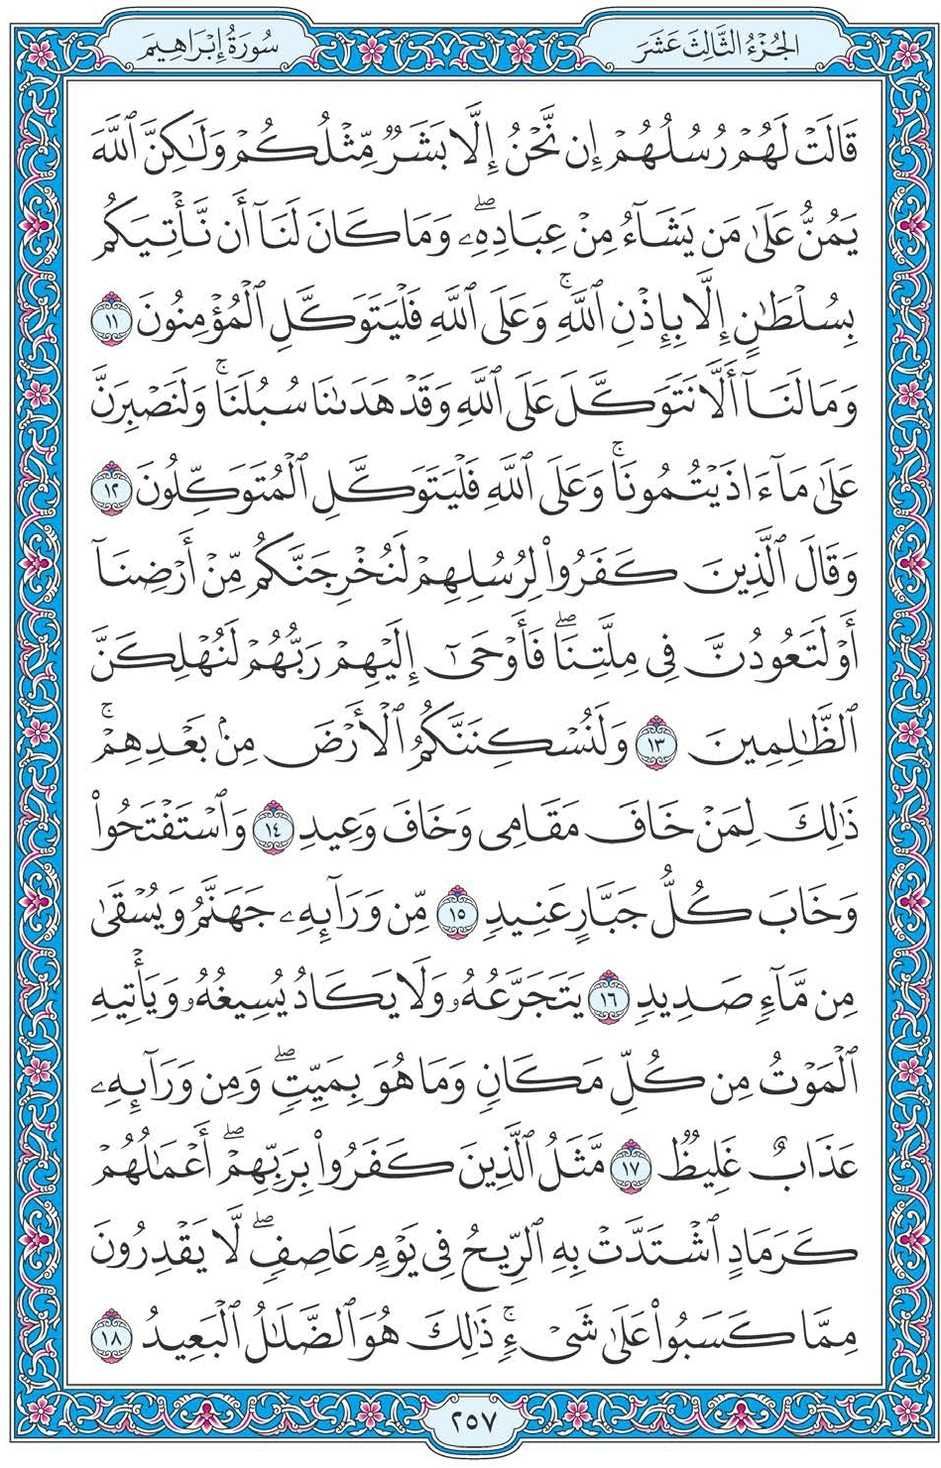 الجُزْءُ الثَّالِثَ عَشَرَ
سُورَةُ إِبْرَاهِيمَ
قَالَتْ لَهُمْ رُسُلُهُمْ إِن نَّحْنُ إِلَّا بَشَرٌ مِّثْلُكُمْ وَلَٰكِنَّ ٱللَّهَ
يَمُنُّ عَلَىٰ مَن يَشَآءُ مِنْ عِبَادِهِۦۖ وَمَا كَانَ لَنَآ أَن نَّأْتِيَكُم
بِسُلْطَٰنٍ إِلَّا بِإِذْنِ ٱللَّهِۚ وَعَلَى ٱللَّهِ فَلْيَتَوَكَّلِ ٱلْمُؤْمِنُونَ ١١
وَمَا لَنَآ أَلَّا نَتَوَكَّلَ عَلَى ٱللَّهِ وَقَدْ هَدَىٰنَا سُبُلَنَاۚ وَلَنَصْبِرَنَّ
عَلَىٰ مَآ ءَاذَيْتُمُونَاۚ وَعَلَى ٱللَّهِ فَلْيَتَوَكَّلِ ٱلْمُتَوَكِّلُونَ ١٢
وَقَالَ ٱلَّذِينَ كَفَرُوا۟ لِرُسُلِهِمْ لَنُخْرِجَنَّكُم مِّنْ أَرْضِنَآ
أَوْ لَتَعُودُنَّ فِى مِلَّتِنَاۖ فَأَوْحَىٰٓ إِلَيْهِمْ رَبُّهُمْ لَنُهْلِكَنَّ
ٱلظَّٰلِمِينَ ١٣ وَلَنُسْكِنَنَّكُمُ ٱلْأَرْضَ مِنۢ بَعْدِهِمْۚ
ذَٰلِكَ لِمَنْ خَافَ مَقَامِى وَخَافَ وَعِيدِ ١٤ وَٱسْتَفْتَحُوا۟
وَخَابَ كُلُّ جَبَّارٍ عَنِيدٍ ١٥ مِّن وَرَآئِهِۦ جَهَنَّمُ وَيُسْقَىٰ
مِن مَّآءٍ صَدِيدٍ ١٦ يَتَجَرَّعُهُۥ وَلَا يَكَادُ يُسِيغُهُۥ وَيَأْتِيهِ
ٱلْمَوْتُ مِن كُلِّ مَكَانٍ وَمَا هُوَ بِمَيِّتٍۖ وَمِن وَرَآئِهِۦ
عَذَابٌ غَلِيظٌ ١٧ مَّثَلُ ٱلَّذِينَ كَفَرُوا۟ بِرَبِّهِمْۖ أَعْمَٰلُهُمْ
كَرَمَادٍ ٱشْتَدَّتْ بِهِ ٱلرِّيحُ فِى يَوْمٍ عَاصِفٍۖ لَّا يَقْدِرُونَ
مِمَّا كَسَبُوا۟ عَلَىٰ شَىْءٍۚ ذَٰلِكَ هُوَ ٱلضَّلَٰلُ ٱلْبَعِيدُ ١٨
٢٥٧